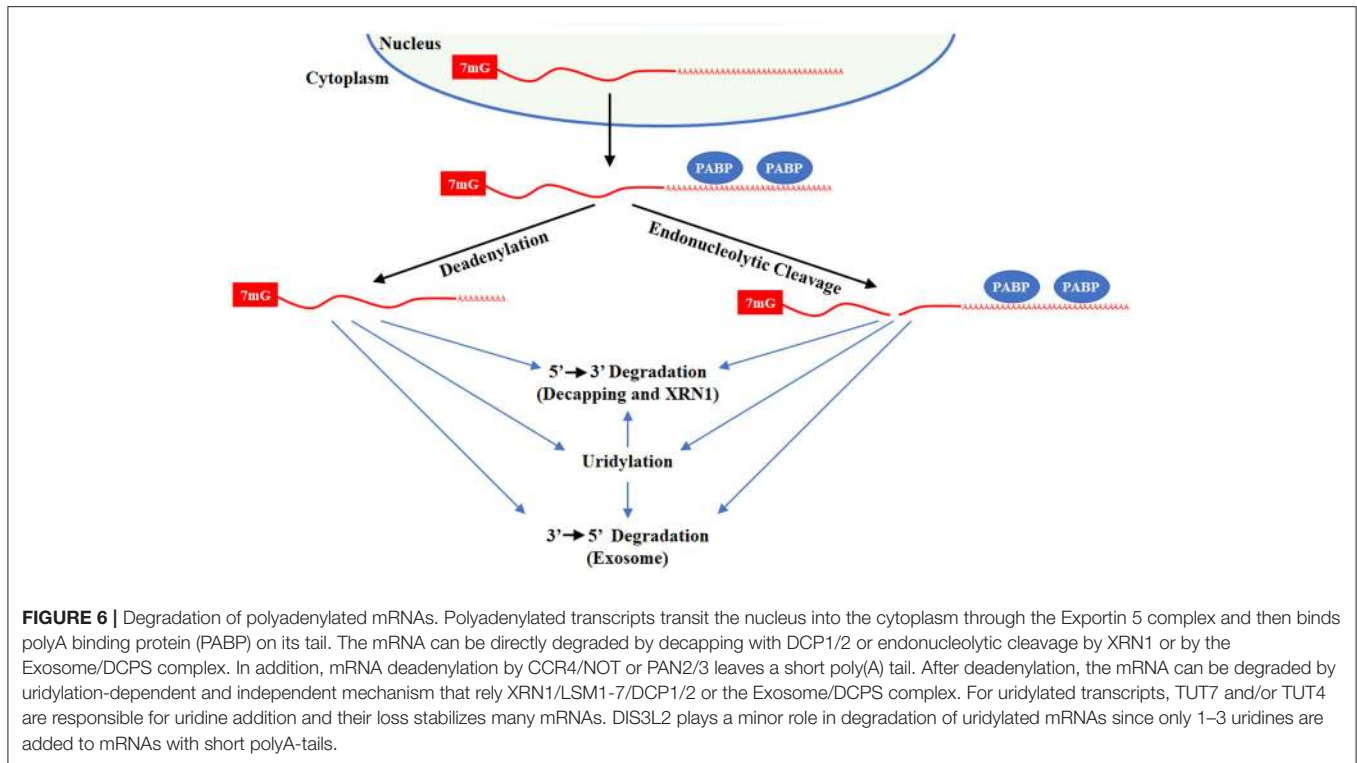 Nucleus
7mG
AAAAAAAAAAAAAAAAAAAAAAAAAAAAAAAAA
Cytoplasm
PABP PABP
7mG
AAAAAAAAAAAAAAAAAAAAAAAAAAAAAAAAA
Deadenylation
Endonucleolytic Cleavage
7mG
AAAAAAAAA
PABP PABP
7mG
AAAAAAAAAAAAAAAAAAAAAAAAAAAAAAAAA
5’→3’ Degradation
(Decapping and XRN1)
Uridylation
3’→5’ Degradation
(Exosome)
FIGURE 6 | Degradation of polyadenylated mRNAs. Polyadenylated transcripts transit the nucleus into the cytoplasm through the Exportin 5 complex and then binds
polyA binding protein (PABP) on its tail. The mRNA can be directly degraded by decapping with DCP1/2 or endonucleolytic cleavage by XRN1 or by the
Exosome/DCPS complex. In addition, mRNA deadenylation by CCR4/NOT or PAN2/3 leaves a short poly(A) tail. After deadenylation, the mRNA can be degraded by
uridylation-dependent and independent mechanism that rely XRN1/LSM1-7/DCP1/2 or the Exosome/DCPS complex. For uridylated transcripts, TUT7 and/or TUT4
are responsible for uridine addition and their loss stabilizes many mRNAs. DIS3L2 plays a minor role in degradation of uridylated mRNAs since only 1–3 uridines are
added to mRNAs with short polyA-tails.